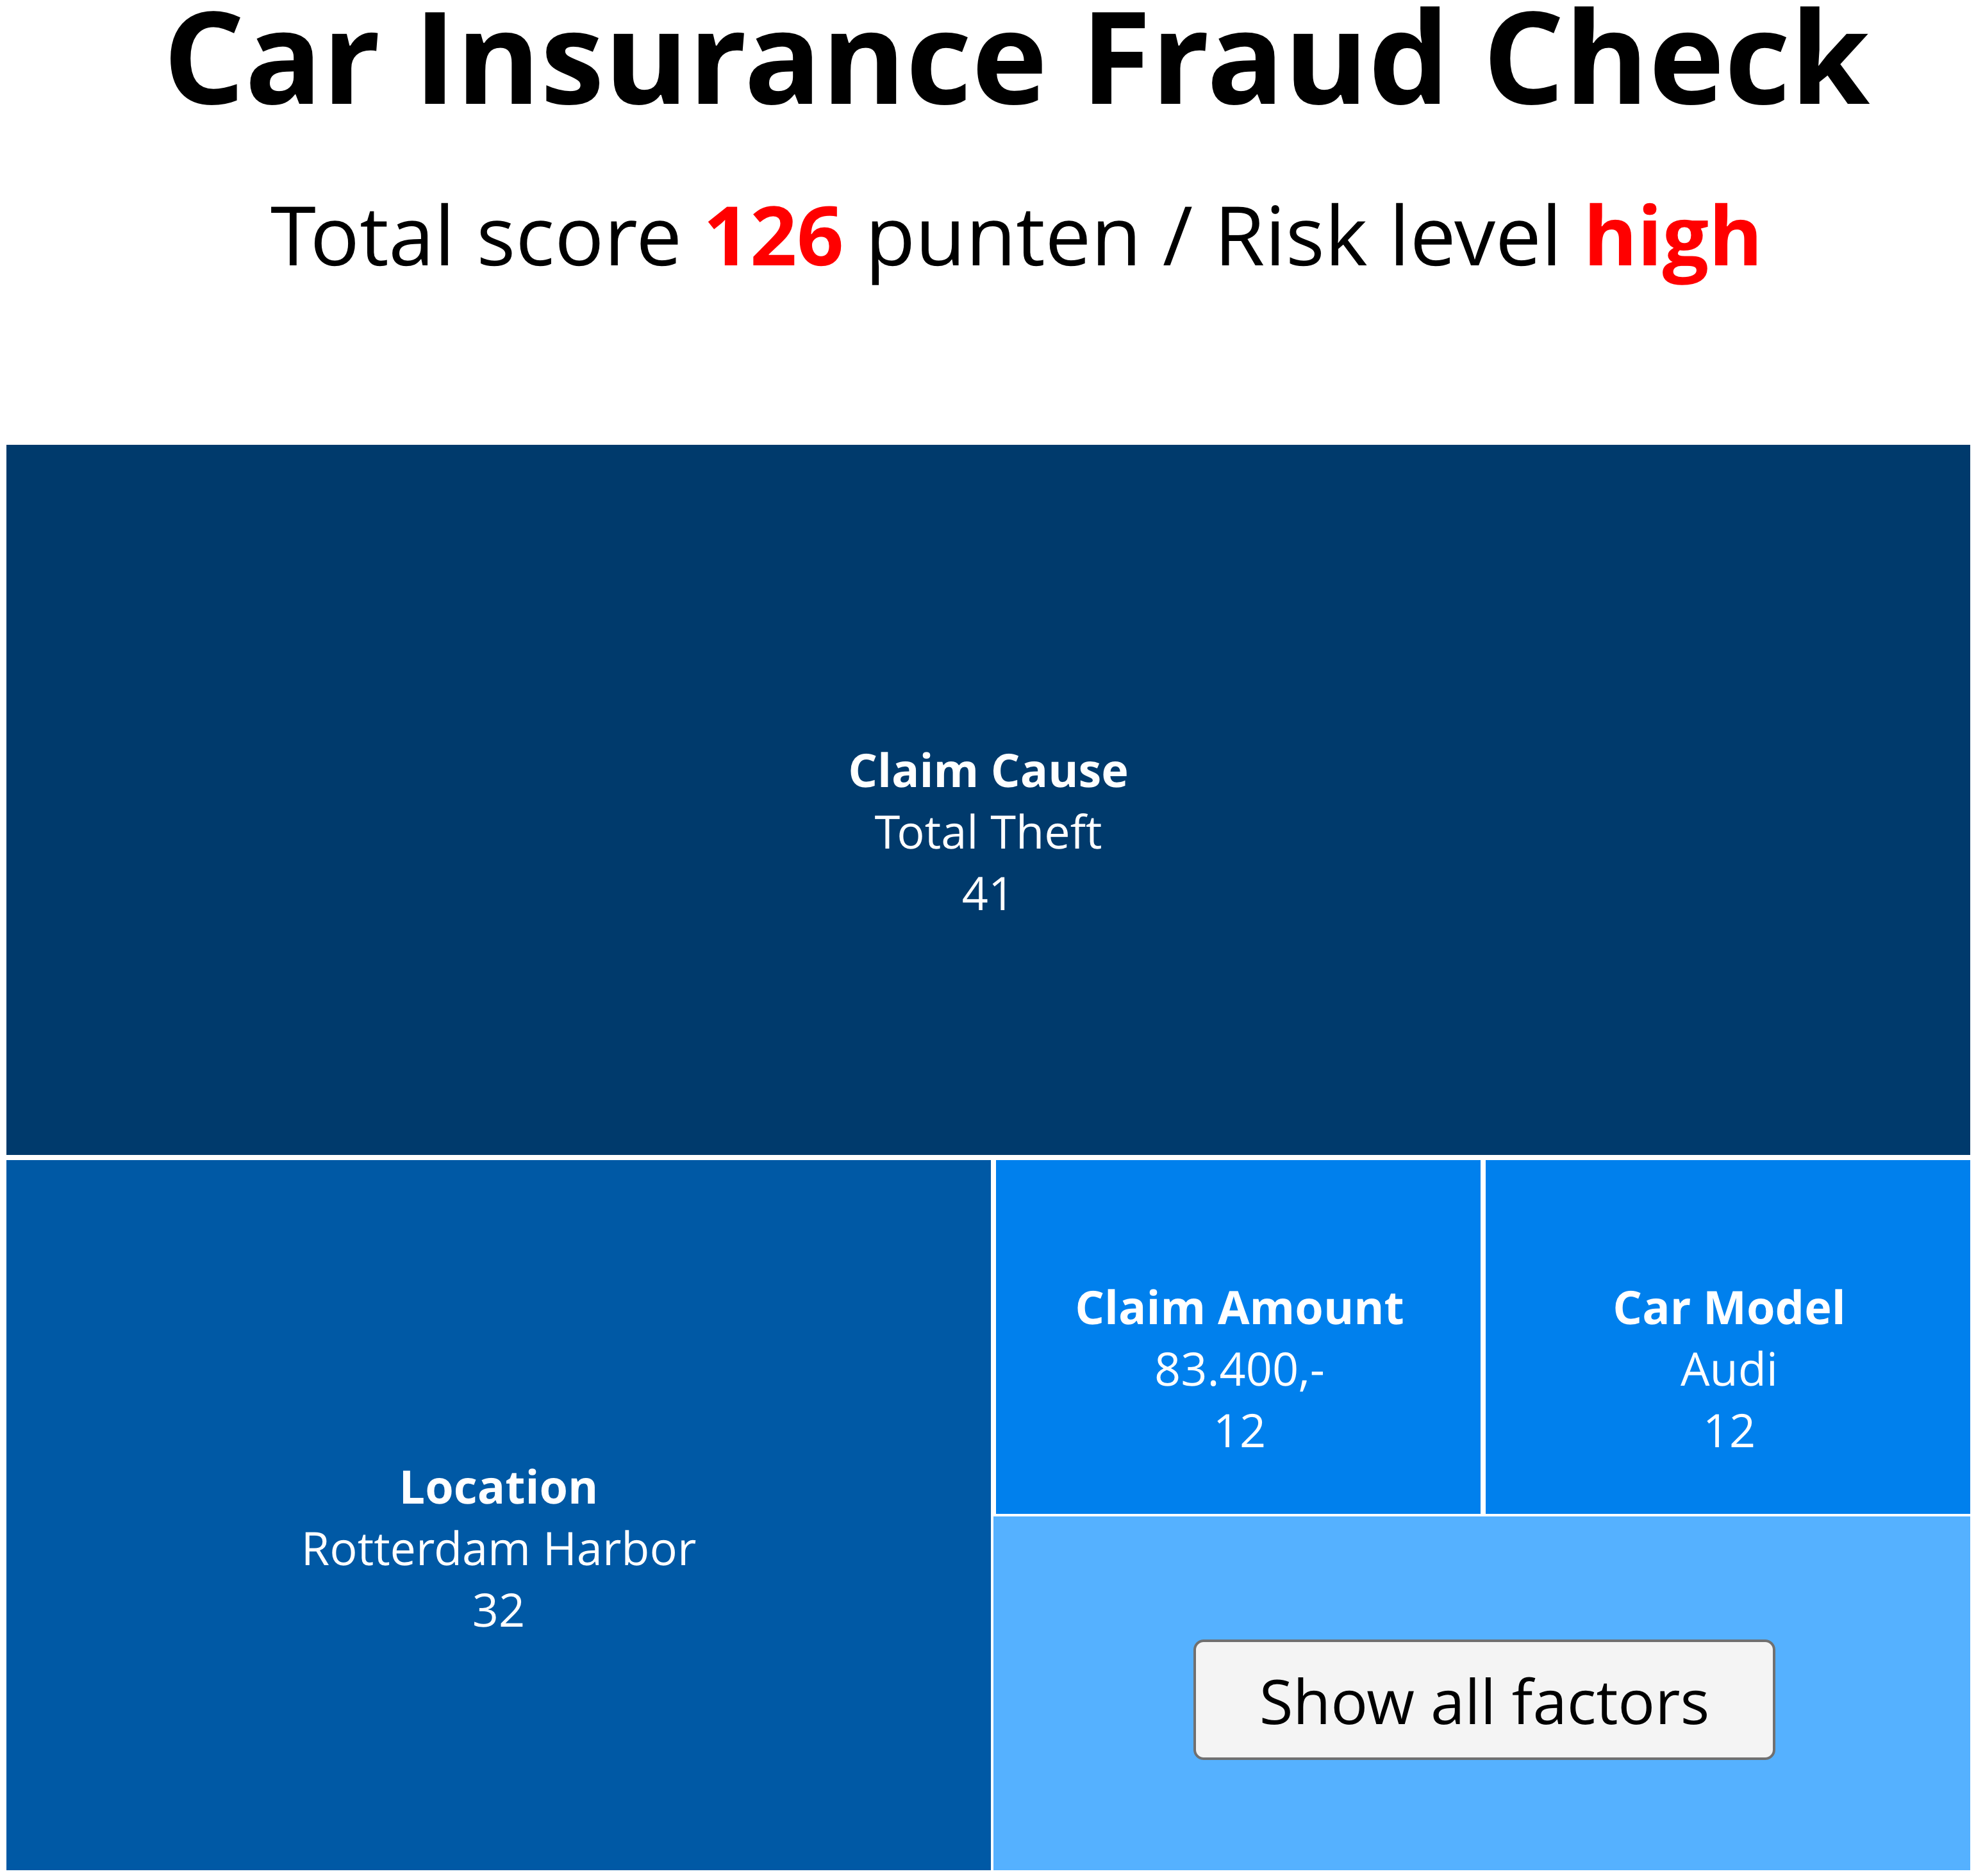 Car Insurance Fraud Check
Total score 126 punten / Risk level high
Claim Cause
Total Theft
41
Location
Rotterdam Harbor
32
Claim Amount
83.400,-
12
Car Model
Audi
12
Show all factors